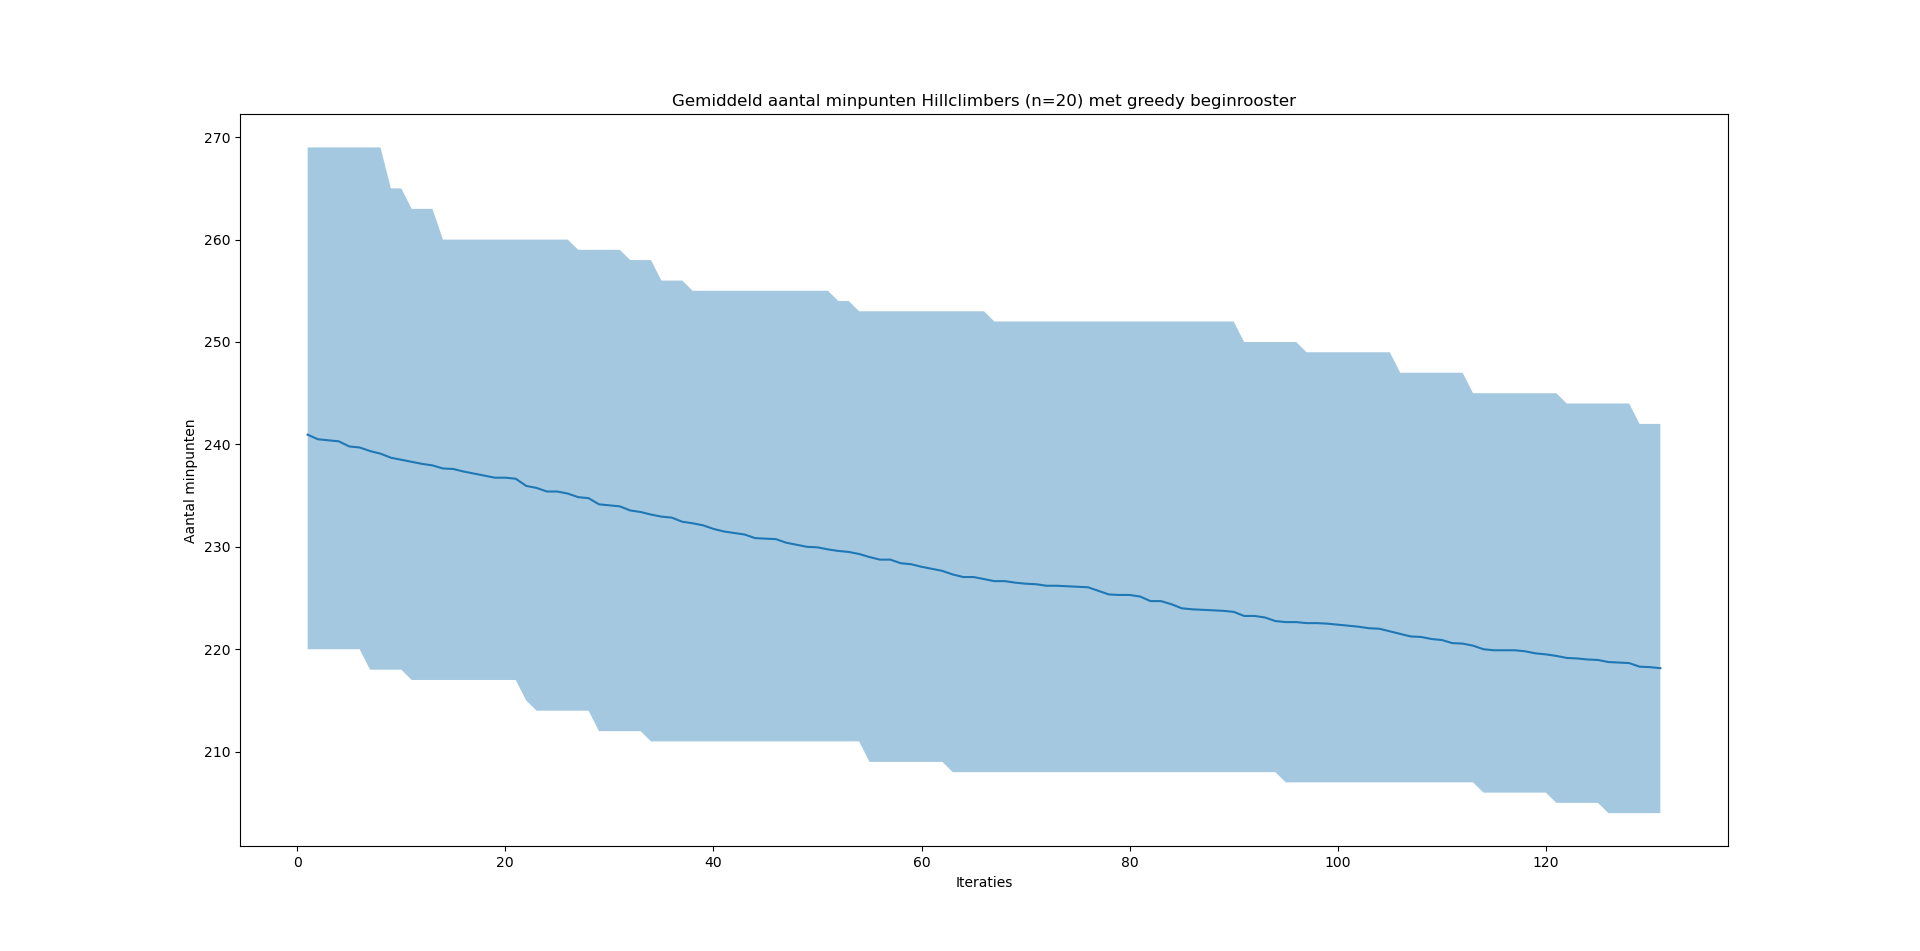 Gemiddeld aantal minpunten Hillclimbers (n=20) met greedy beginrooster
270
260
250
240
230
220
210
Aantal minpunten
0 20 40 60 80 100 120
Iteraties